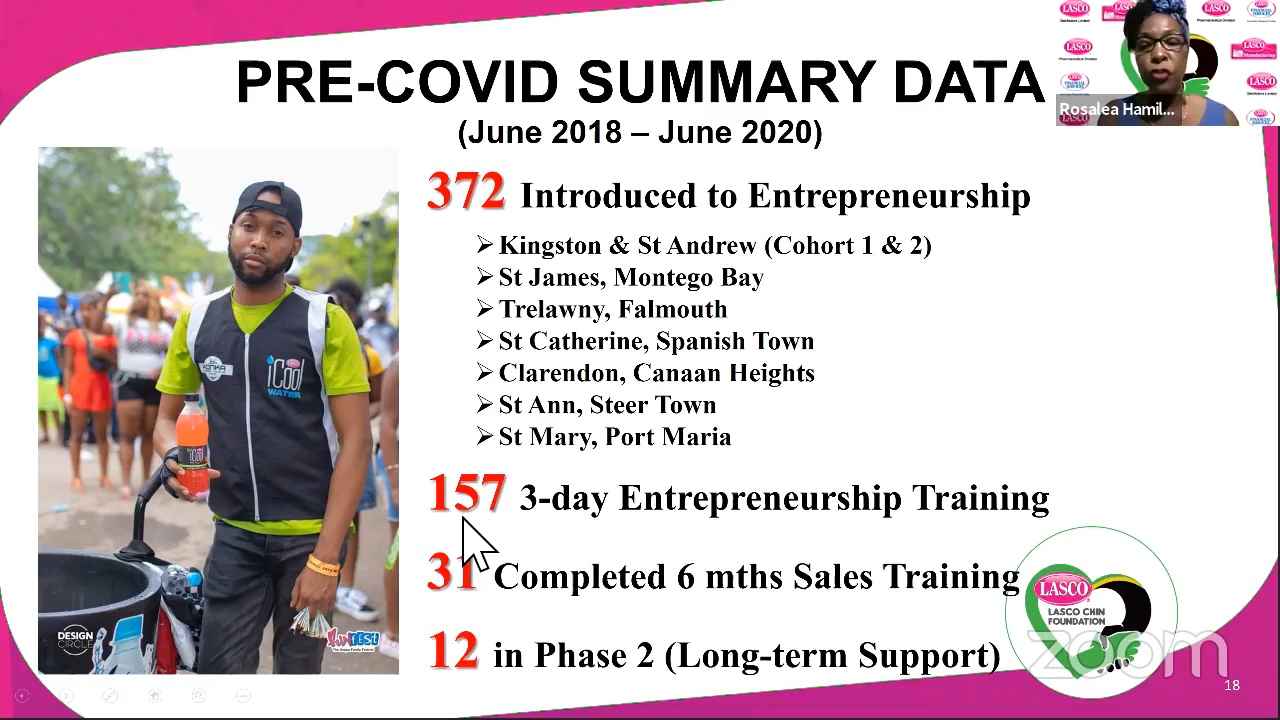 PRE-COVID SUMMARY DATA
(June 2018 – June 2020)
Rosalea Hamil...
372 Introduced to Entrepreneurship
➢ Kingston & St Andrew (Cohort 1 & 2)
➢ St James, Montego Bay
➢ Trelawny, Falmouth
➢ St Catherine, Spanish Town
➢ Clarendon, Canaan Heights
➢ St Ann, Steer Town
➢ St Mary, Port Maria
157 3-day Entrepreneurship Training
31 Completed 6 mths Sales Training
12 in Phase 2 (Long-term Support)
iCool
WATER
DESIGN
CIRCLE
FUNFEST
LASCO
LASCO CHIN
FOUNDATION
zoom
18